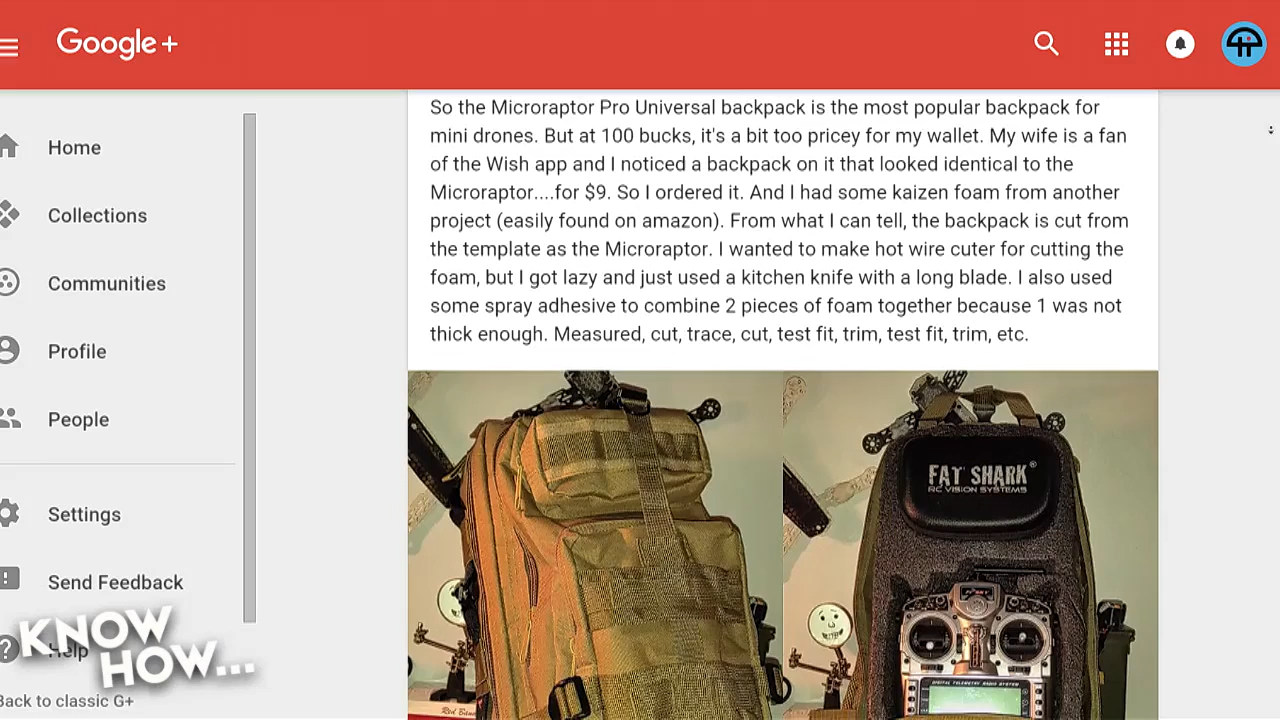 Google+
So the Microraptor Pro Universal backpack is the most popular backpack for
mini drones. But at 100 bucks, it's a bit too pricey for my wallet. My wife is a fan
of the Wish app and I noticed a backpack on it that looked identical to the
Microraptor....for $9. So I ordered it. And I had some kaizen foam from another
project (easily found on amazon). From what I can tell, the backpack is cut from
the template as the Microraptor. I wanted to make hot wire cuter for cutting the
foam, but I got lazy and just used a kitchen knife with a long blade. I also used
some spray adhesive to combine 2 pieces of foam together because 1 was not
thick enough. Measured, cut, trace, cut, test fit, trim, test fit, trim, etc.
Home
Collections
Communities
Profile
People
Settings
Send Feedback
Help
Back to classic G+
KNOW
HOW...
FAT SHARK®
RC VISION SYSTEMS
DIGITAL TELEMETRY RADIO SYSTEM